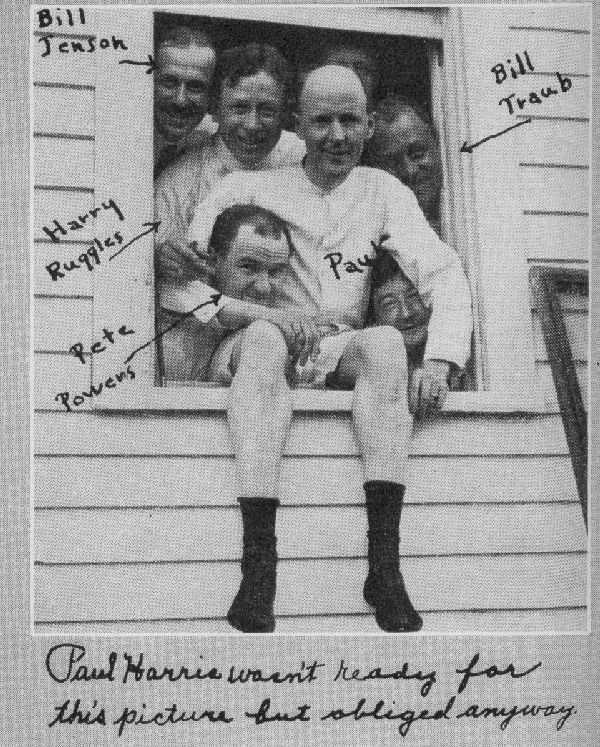 Bill
Jenson
Bill
Traub
Harry
Ruggles
Paul
Pete
Powers
Paul Harris wasn't ready for
this picture but obliged anyway.